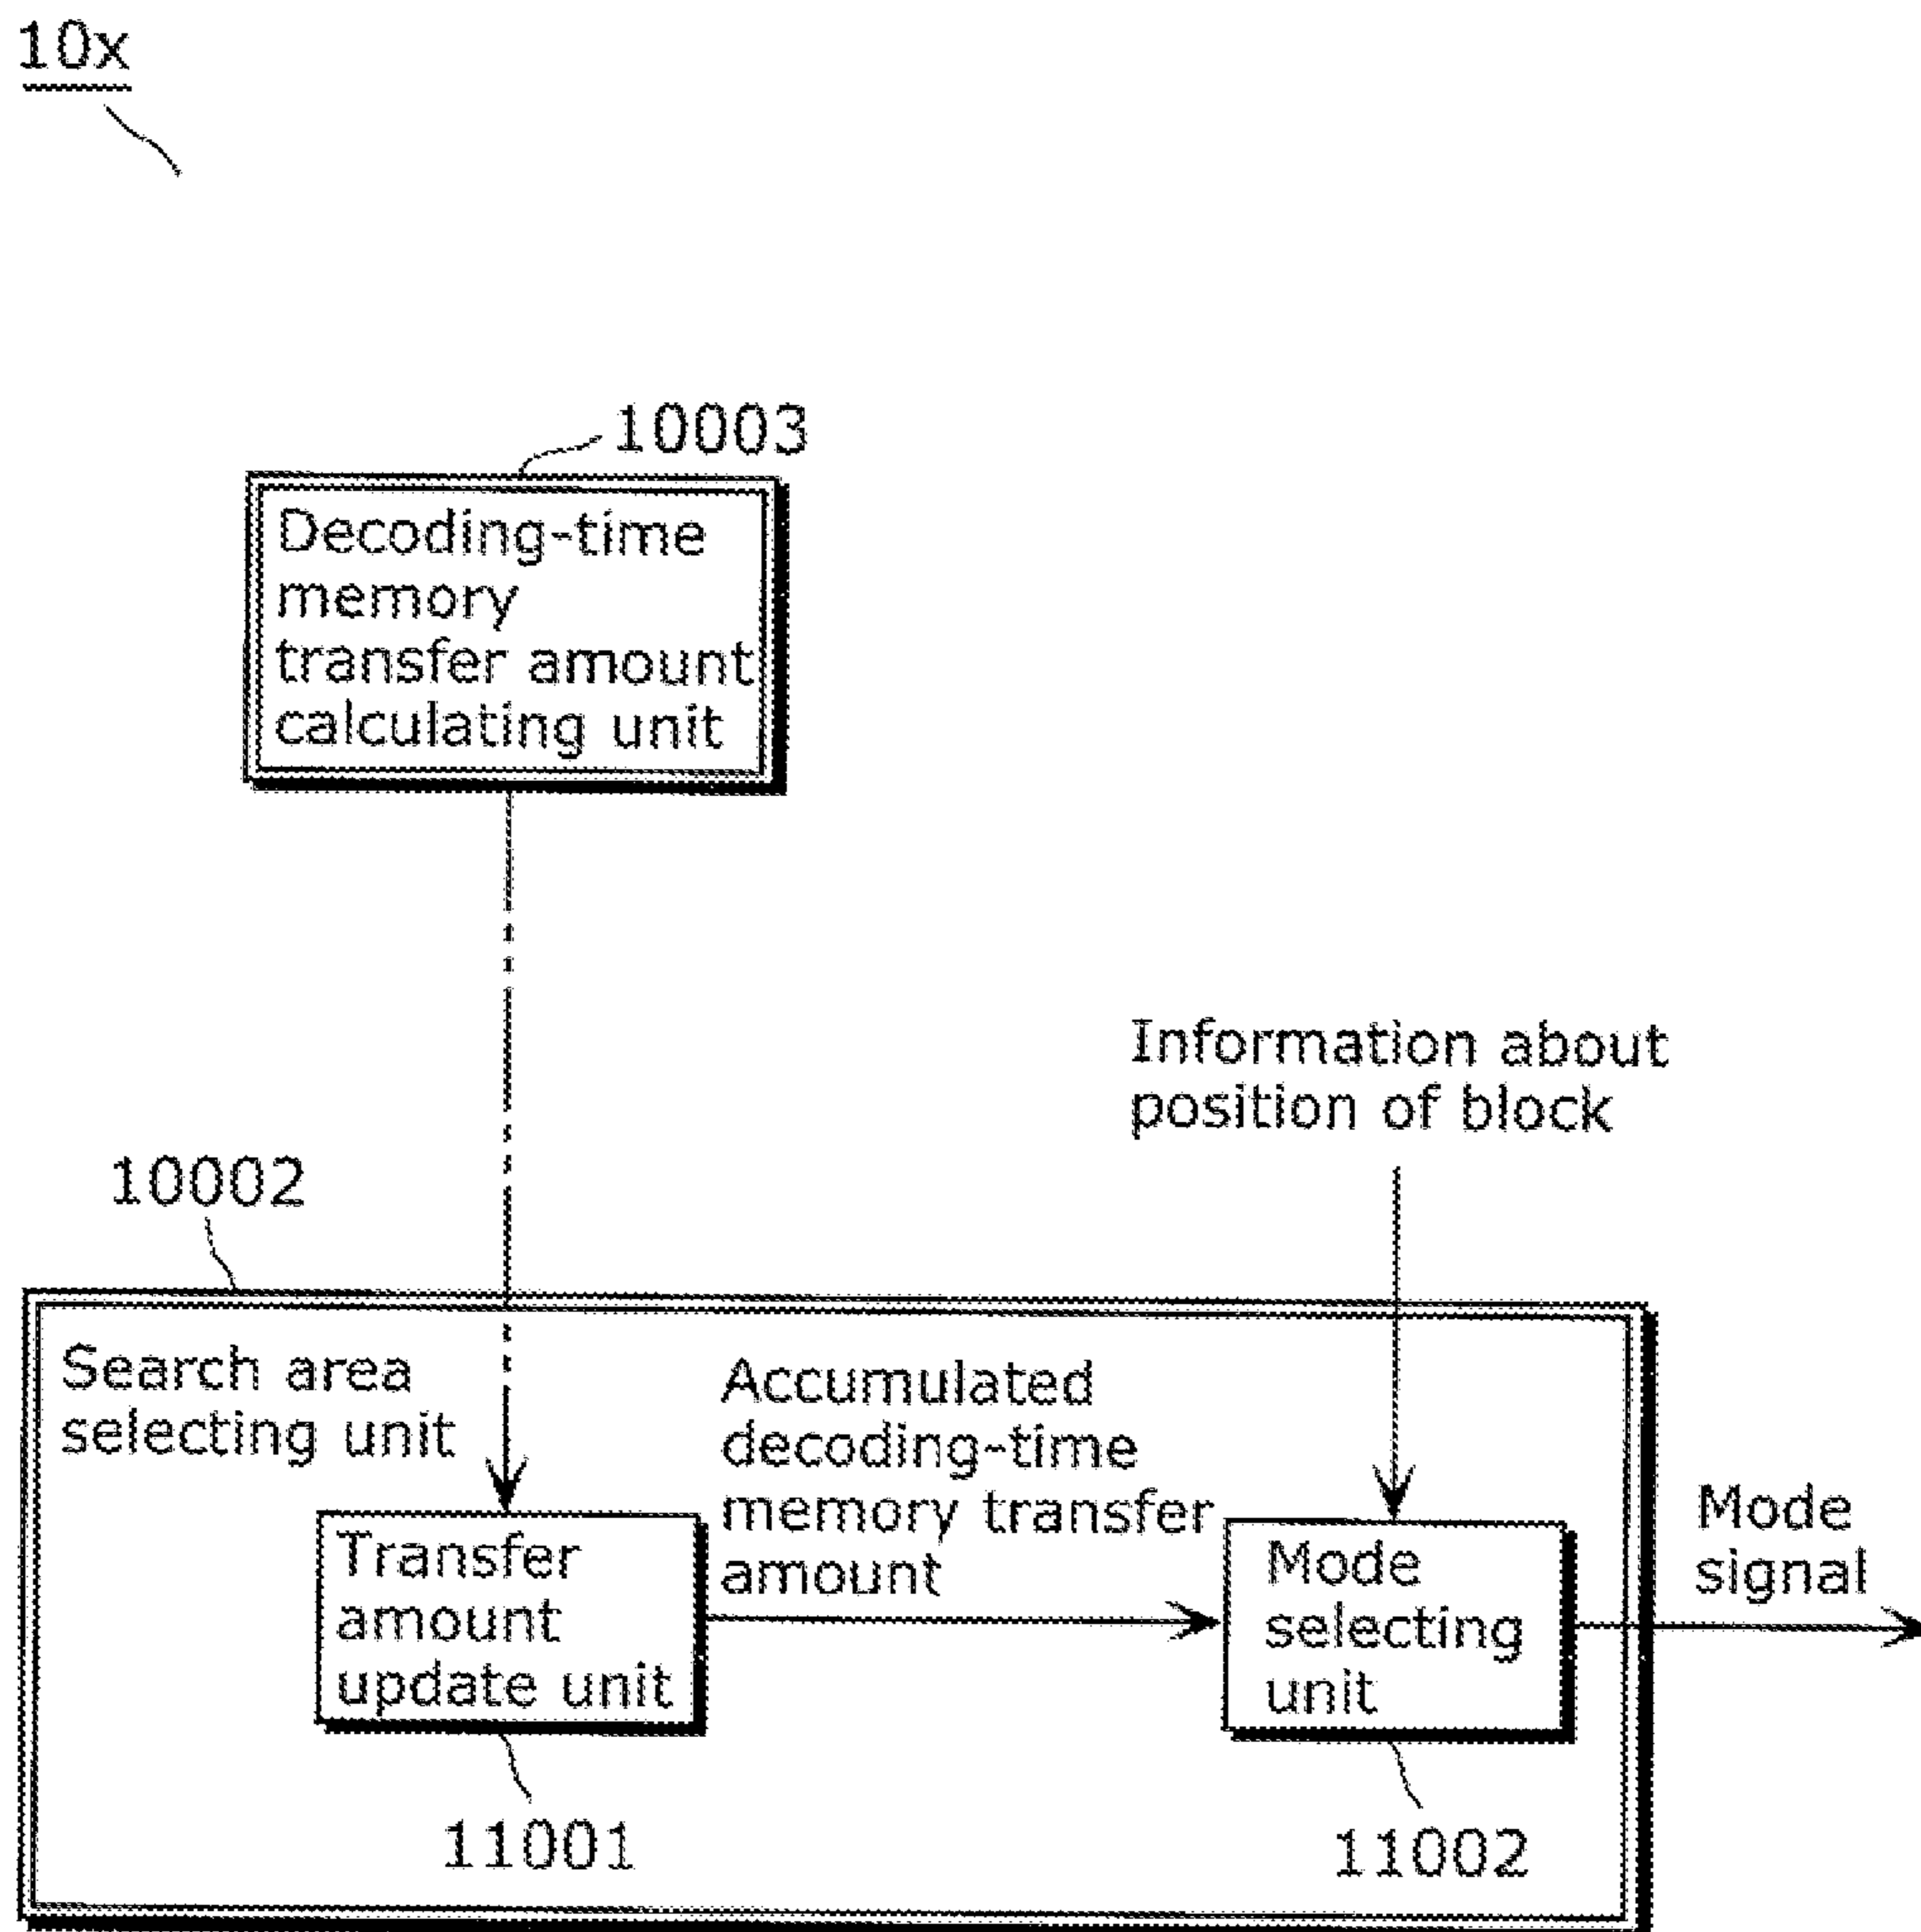 10x
10003
Decoding-time
memory
transfer amount
calculating unit
Information about
position of block
10002
Search area
selecting unit
Accumulated
decoding-time
memory transfer
amount
Transfer
amount
update unit
Mode
selecting
unit
Mode
signal
11001
11002